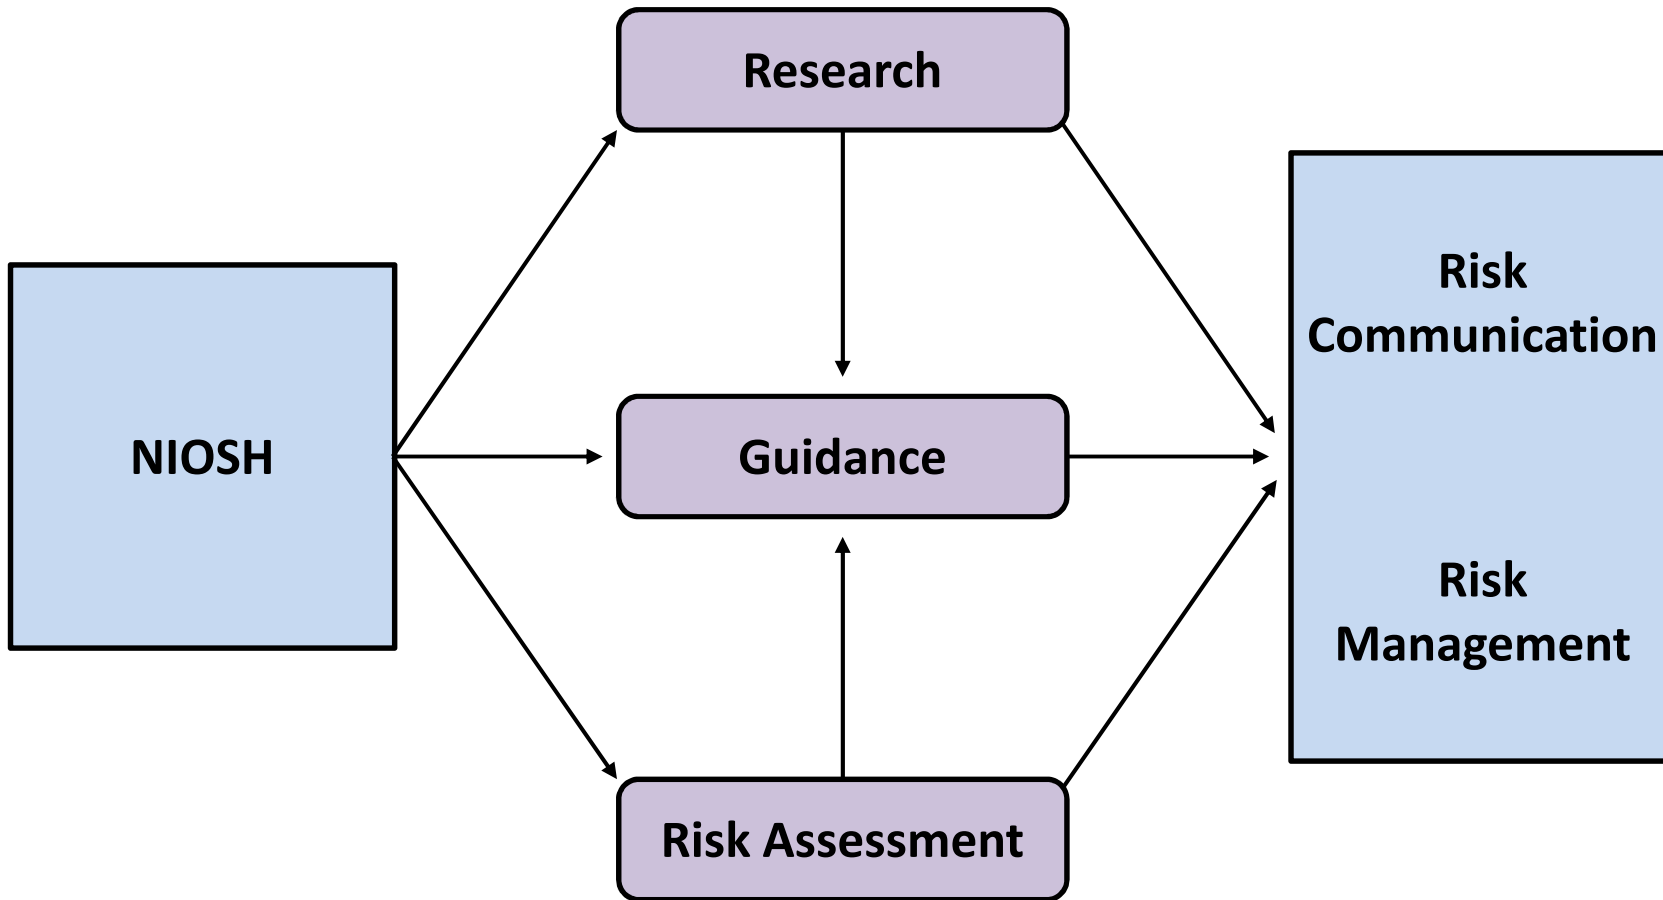 Research
NIOSH
Guidance
Risk Assessment
Risk
Communication
Risk
Management